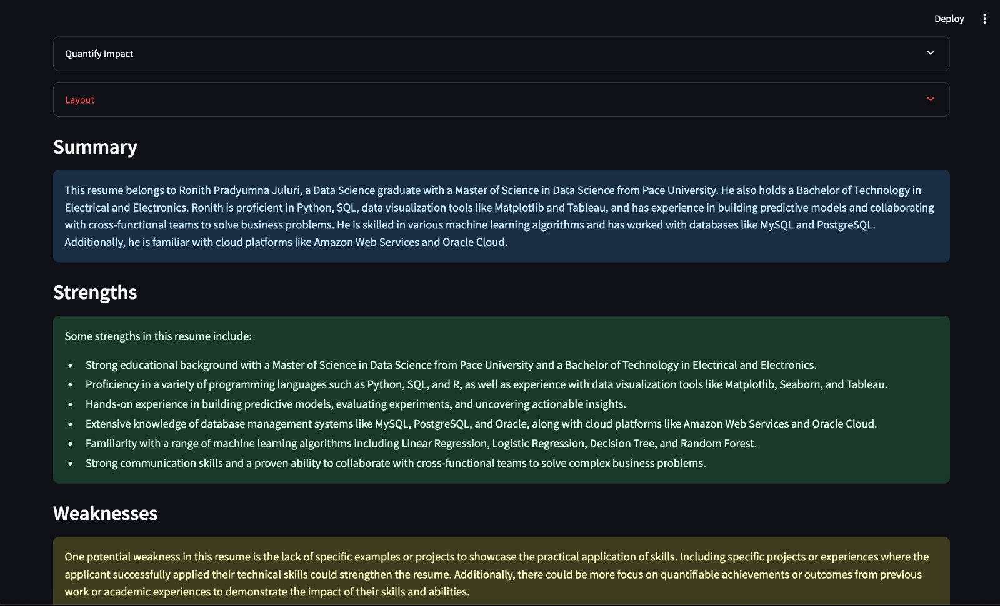 Deploy
Quantify Impact
Layout
Summary
This resume belongs to Ronith Pradyumna Juluri, a Data Science graduate with a Master of Science in Data Science from Pace University. He also holds a Bachelor of Technology in
Electrical and Electronics. Ronith is proficient in Python, SQL, data visualization tools like Matplotlib and Tableau, and has experience in building predictive models and collaborating
with cross-functional teams to solve business problems. He is skilled in various machine learning algorithms and has worked with databases like MySQL and PostgreSQL.
Additionally, he is familiar with cloud platforms like Amazon Web Services and Oracle Cloud.
Strengths
Some strengths in this resume include:
• Strong educational background with a Master of Science in Data Science from Pace University and a Bachelor of Technology in Electrical and Electronics.
• Proficiency in a variety of programming languages such as Python, SQL, and R, as well as experience with data visualization tools like Matplotlib, Seaborn, and Tableau.
• Hands-on experience in building predictive models, evaluating experiments, and uncovering actionable insights.
• Extensive knowledge of database management systems like MySQL, PostgreSQL, and Oracle, along with cloud platforms like Amazon Web Services and Oracle Cloud.
• Familiarity with a range of machine learning algorithms including Linear Regression, Logistic Regression, Decision Tree, and Random Forest.
• Strong communication skills and a proven ability to collaborate with cross-functional teams to solve complex business problems.
Weaknesses
One potential weakness in this resume is the lack of specific examples or projects to showcase the practical application of skills. Including specific projects or experiences where the
applicant successfully applied their technical skills could strengthen the resume. Additionally, there could be more focus on quantifiable achievements or outcomes from previous
work or academic experiences to demonstrate the impact of their skills and abilities.